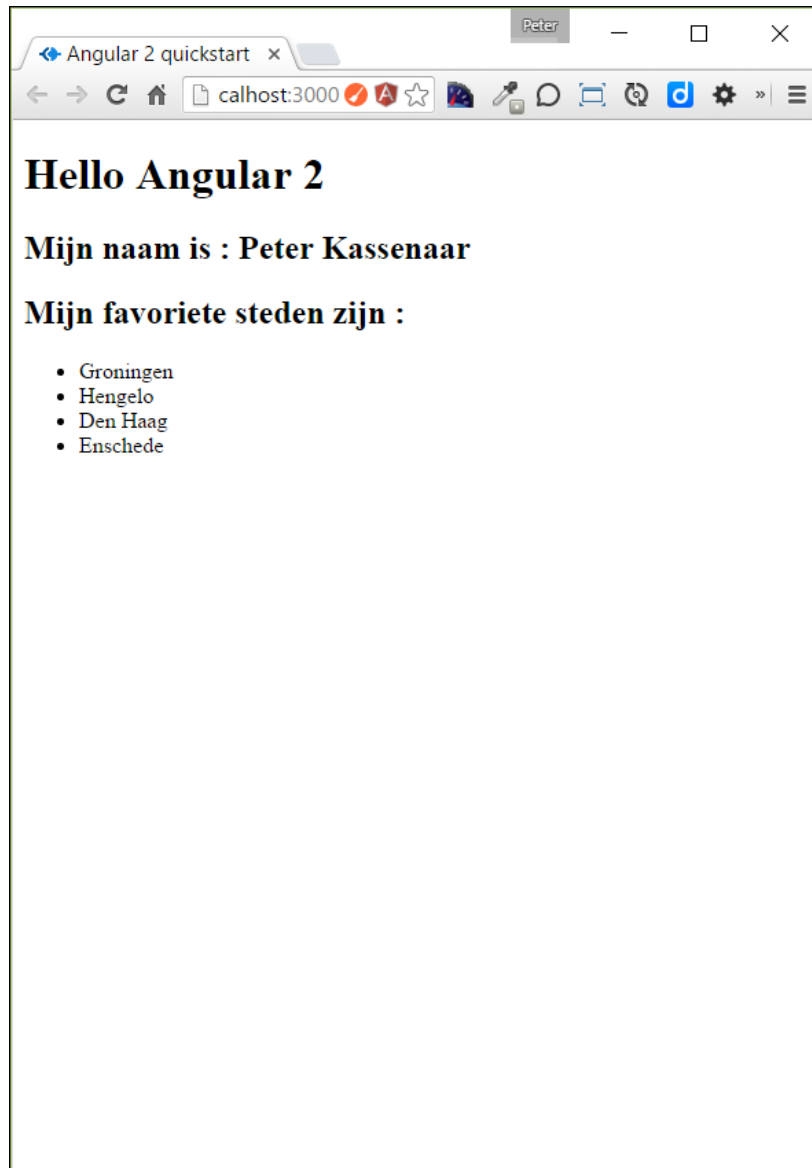 Peter
Angular 2 quickstart
calhost:3000
Hello Angular 2
Mijn naam is : Peter Kassenaar
Mijn favoriete steden zijn :
Groningen
Hengelo
Den Haag
Enschede